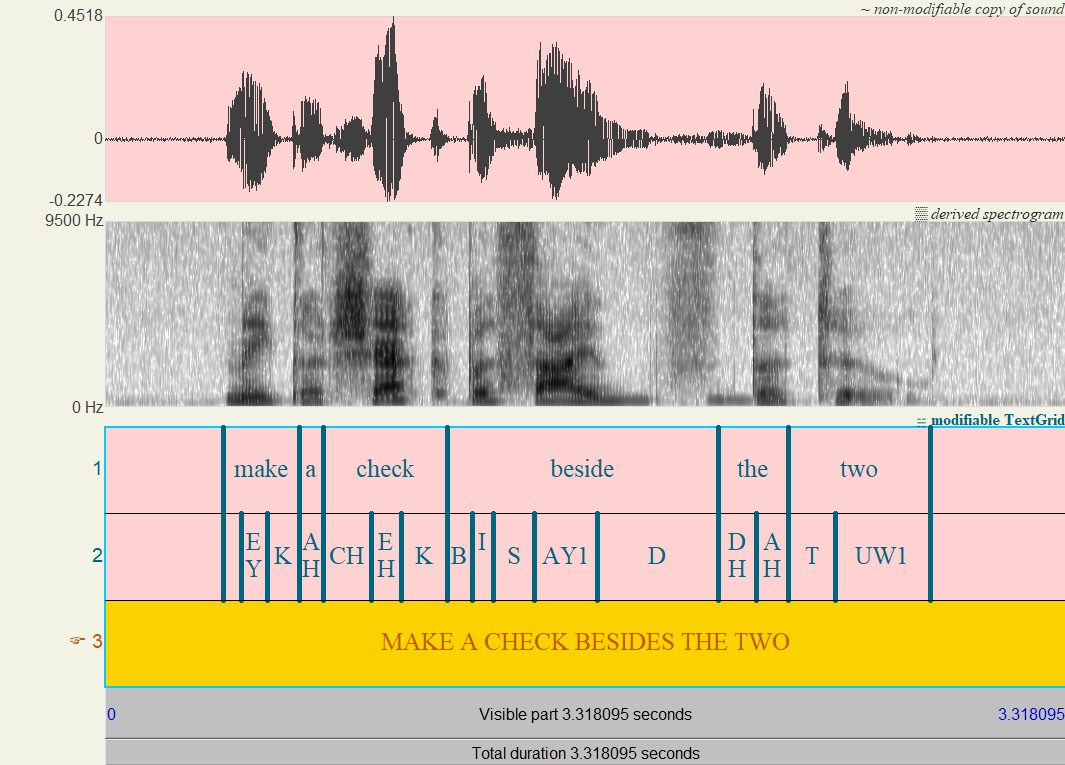 0.4518
~ non-modifiable copy of sound
0
-0.2274
9500 Hz
derived spectrogram
0 Hz
modifiable TextGrid
1 make a check beside the two
2 EY K AH CH EH K B I S AY1 D DH AH T UW1
3 MAKE A CHECK BESIDES THE TWO
0 Visible part 3.318095 seconds 3.318095
Total duration 3.318095 seconds